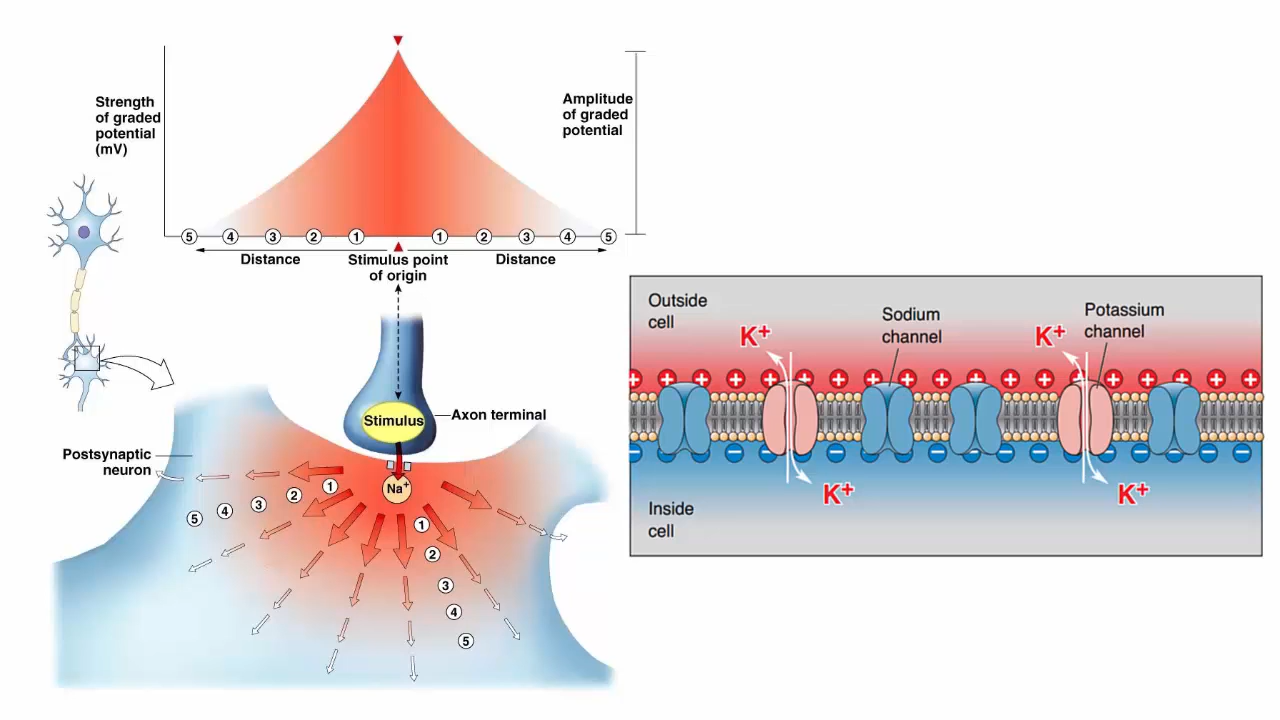 Strength
of graded
potential
(mV)
Amplitude
of graded
potential
5 4 3 2 1 1 2 3 4 5
Distance
Stimulus point
of origin
Distance
Stimulus
Axon terminal
Postsynaptic
neuron
Na+
1
2
3
4
5
1
2
3
4
5
Outside
cell
Sodium
channel
Potassium
channel
K+
K+
+ + + + + + + + + + + + + + + + + + +
− − − − − − − − − − − − − − − − − − −
K+
K+
Inside
cell